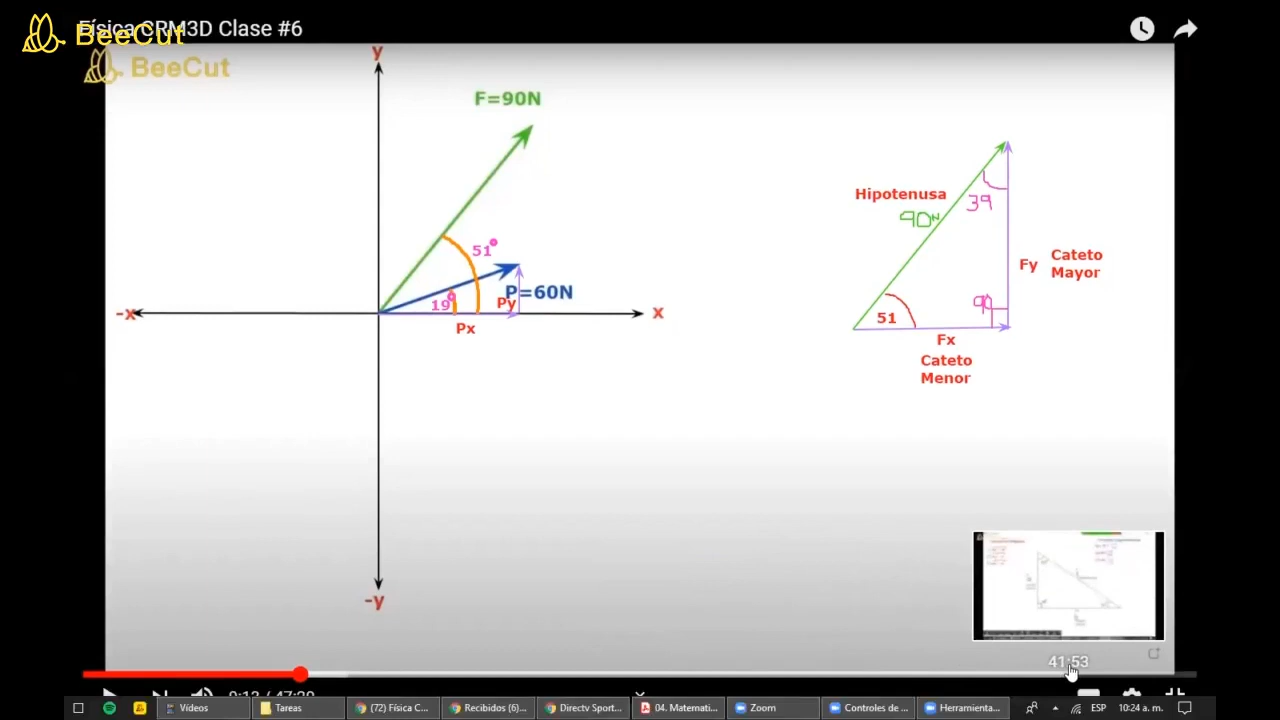 Física CRM3D Clase #6
BeeCut
BeeCut
y
F=90N
51°
P=60N
19°
Py
Px
-x
x
-y
Hipotenusa
90N
39
Fy
Cateto
Mayor
90
51
Fx
Cateto
Menor
41:53
Vídeos
Tareas
(72) Física C...
Recibidos (6)...
Directv Sport...
04. Matemati...
Zoom
Controles de ...
Herramienta...
ESP
10:24 a. m.